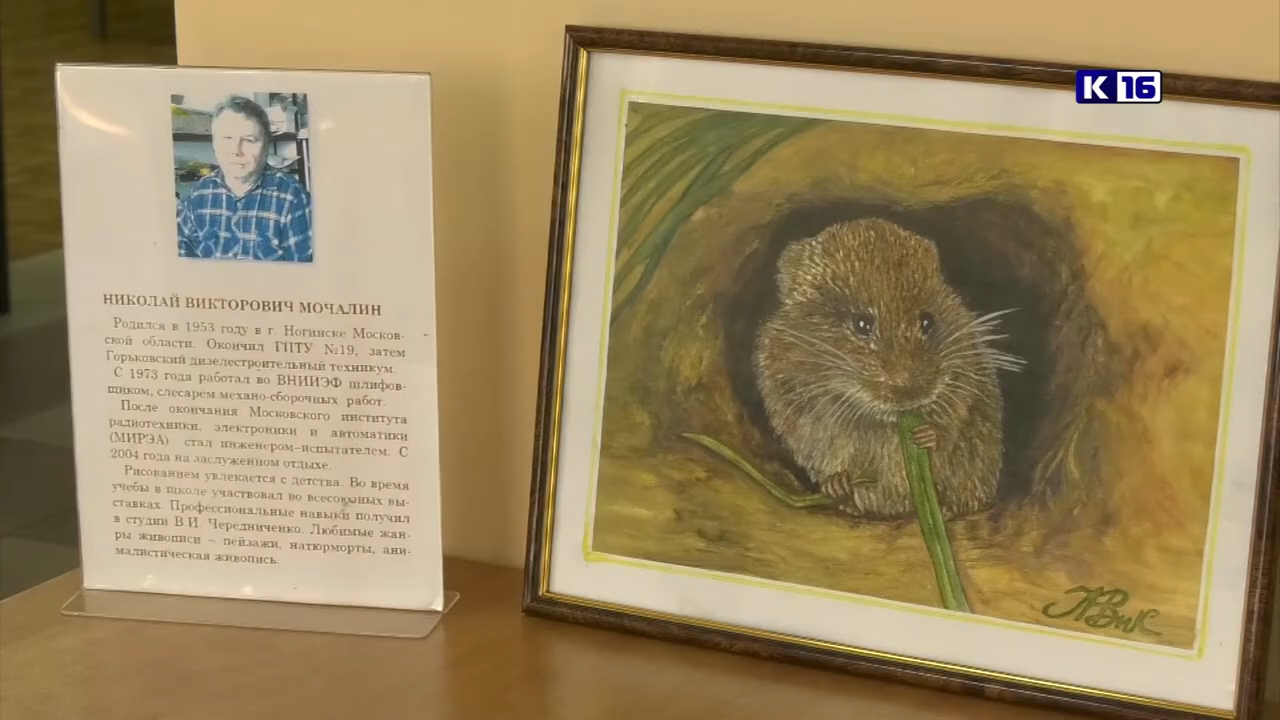 К 16
НИКОЛАЙ ВИКТОРОВИЧ МОЧАЛИН
Родился в 1953 году в г. Ногинске Москов-
ской области. Окончил ГПТУ №19, затем
Горьковский дизелестроительный техникум.
С 1973 года работал во ВНИИЭФ шлифов-
щиком, слесарем механо-сборочных работ.
После окончания Московского института
радиотехники, электроники и автоматики
(МИРЭА) стал инженером-испытателем. С
2004 года на заслуженном отдыхе.
Рисованием увлекается с детства. Во время
учебы в школе участвовал во всесоюзных вы-
ставках. Профессиональные навыки получил
в студии В.И. Чередниченко. Любимые жан-
ры живописи - пейзажи, натюрморты, ани-
малистическая живопись.